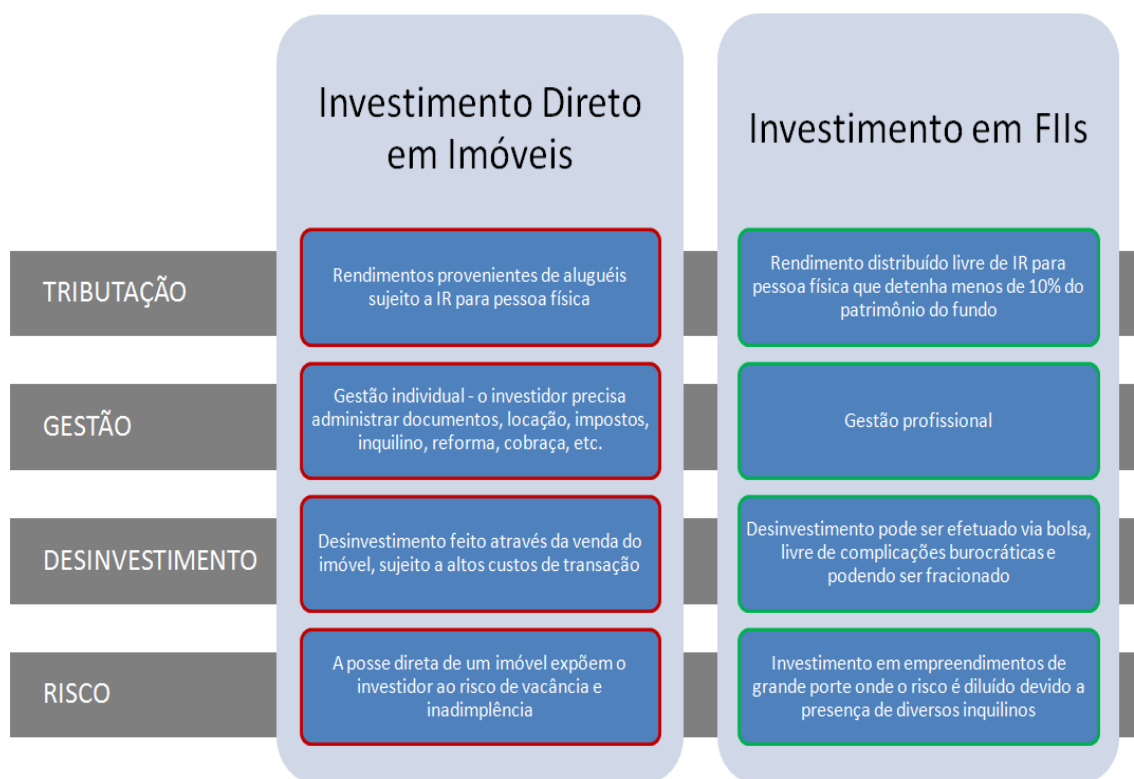 Investimento Direto
em Imóveis
Investimento em FIIs
TRIBUTAÇÃO
Rendimentos provenientes de aluguéis
sujeito a IR para pessoa física
Rendimento distribuído livre de IR para
pessoa física que detenha menos de 10% do
patrimônio do fundo
GESTÃO
Gestão individual - o investidor precisa
administrar documentos, locação, impostos,
inquilino, reforma, cobraça, etc.
Gestão profissional
DESINVESTIMENTO
Desinvestimento feito através da venda do
imóvel, sujeito a altos custos de transação
Desinvestimento pode ser efetuado via bolsa,
livre de complicações burocráticas e
podendo ser fracionado
RISCO
A posse direta de um imóvel expõem o
investidor ao risco de vacância e
inadimplência
Investimento em empreendimentos de
grande porte onde o risco é diluído devido a
presença de diversos inquilinos